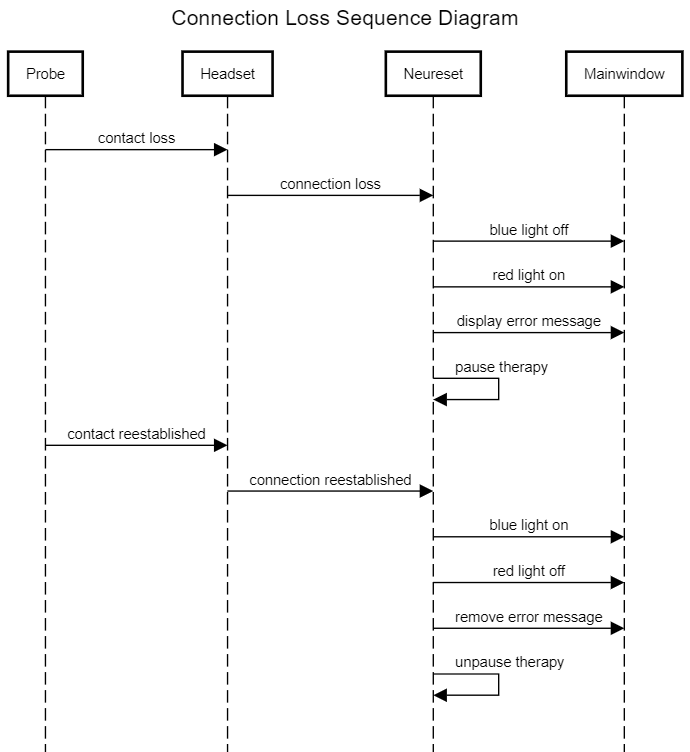 Connection Loss Sequence Diagram
Probe
Headset
Neureset
Mainwindow
contact loss
connection loss
blue light off
red light on
display error message
pause therapy
contact reestablished
connection reestablished
blue light on
red light off
remove error message
unpause therapy